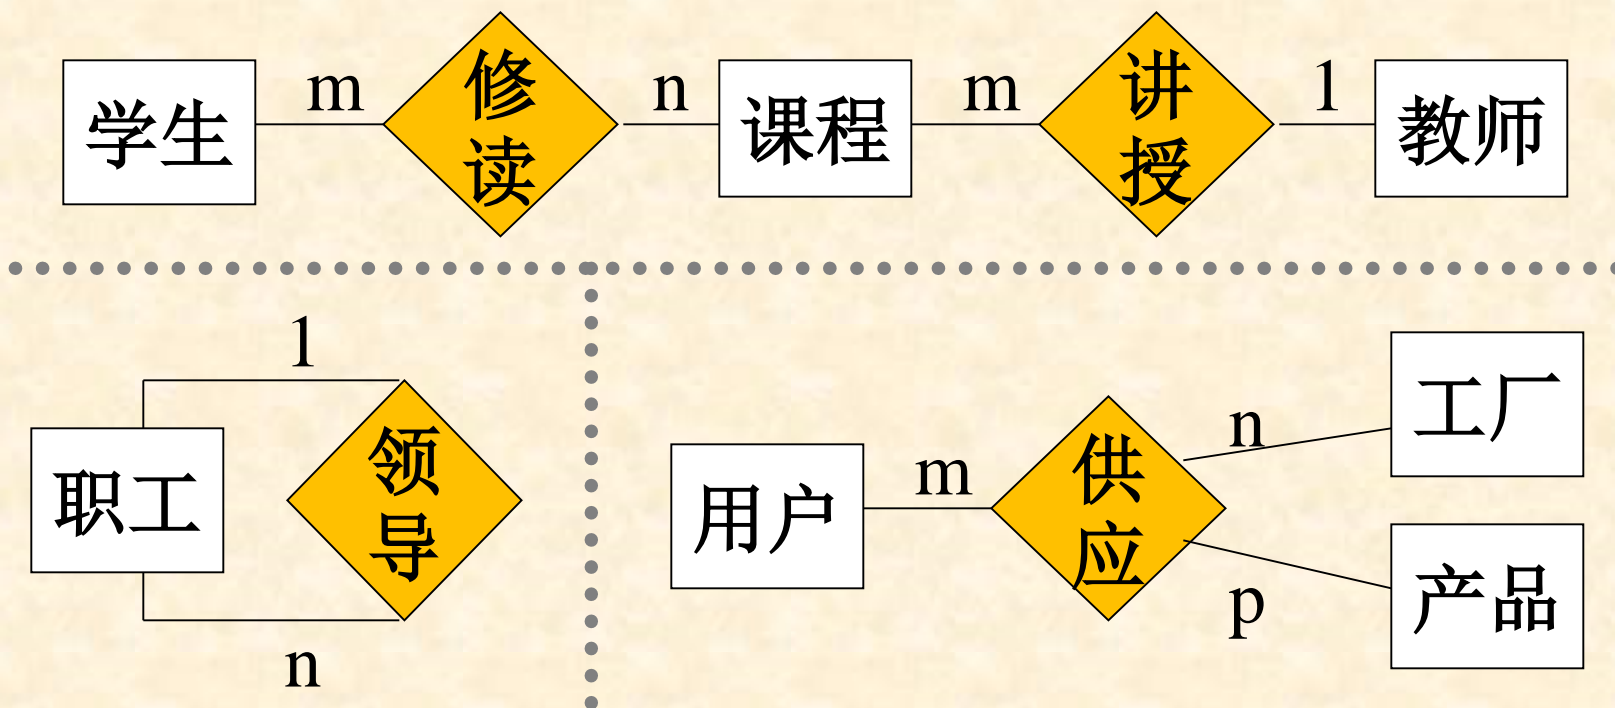 学生 m 修读 n 课程 m 讲授 1 教师
1
职工 领导
n
用户 m 供应 n 工厂
p 产品